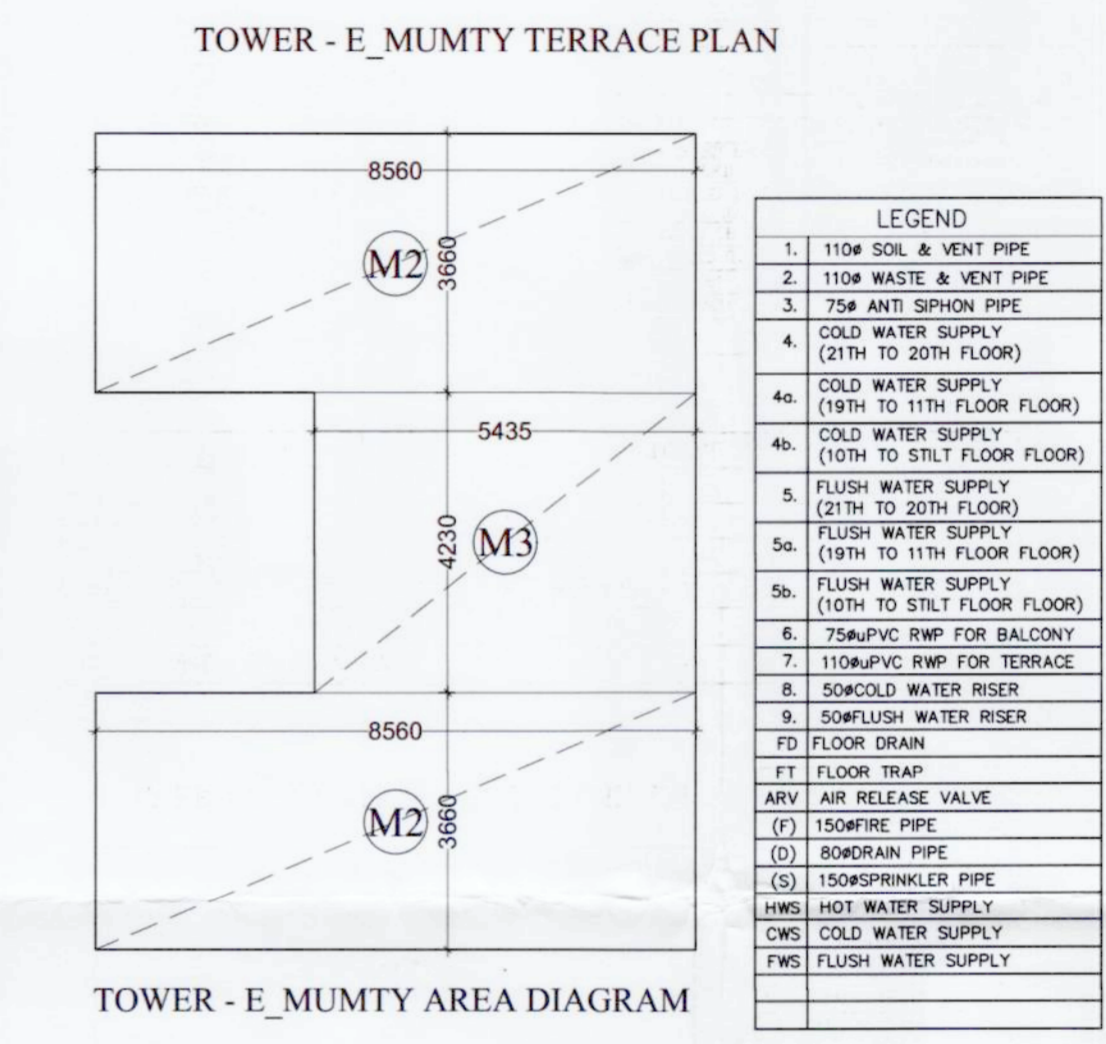 TOWER - E_MUMTY TERRACE PLAN
8560
M2
3660
5435
4230
M3
8560
M2
3660
TOWER - E_MUMTY AREA DIAGRAM
LEGEND
1. 110ø SOIL & VENT PIPE
2. 110ø WASTE & VENT PIPE
3. 75ø ANTI SIPHON PIPE
4. COLD WATER SUPPLY
(21TH TO 20TH FLOOR)
4a. COLD WATER SUPPLY
(19TH TO 11TH FLOOR FLOOR)
4b. COLD WATER SUPPLY
(10TH TO STILT FLOOR FLOOR)
5. FLUSH WATER SUPPLY
(21TH TO 20TH FLOOR)
5a. FLUSH WATER SUPPLY
(19TH TO 11TH FLOOR FLOOR)
5b. FLUSH WATER SUPPLY
(10TH TO STILT FLOOR FLOOR)
6. 75øuPVC RWP FOR BALCONY
7. 110øuPVC RWP FOR TERRACE
8. 50øCOLD WATER RISER
9. 50øFLUSH WATER RISER
FD FLOOR DRAIN
FT FLOOR TRAP
ARV AIR RELEASE VALVE
(F) 150øFIRE PIPE
(D) 80øDRAIN PIPE
(S) 150øSPRINKLER PIPE
HWS HOT WATER SUPPLY
CWS COLD WATER SUPPLY
FWS FLUSH WATER SUPPLY